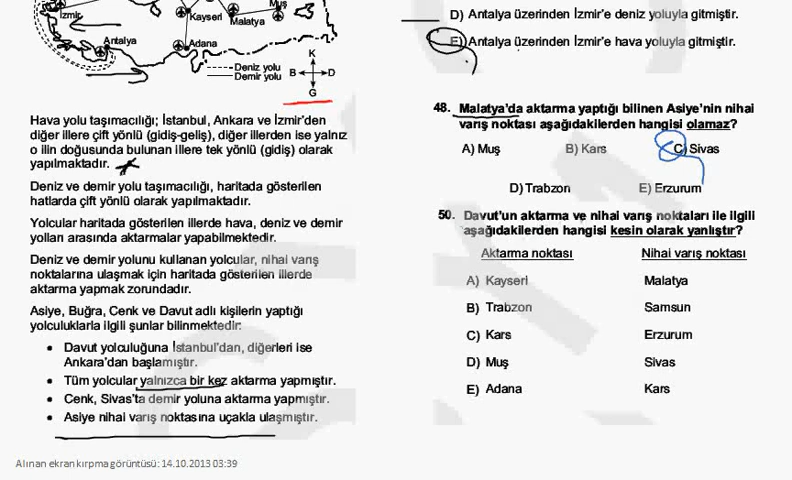 İzmir
Kayseri
Malatya
Muş
Antalya
Adana
Deniz yolu
Demir yolu
K
B
D
G
Hava yolu taşımacılığı; İstanbul, Ankara ve İzmir'den
diğer illere çift yönlü (gidiş-geliş), diğer illerden ise yalnız
o ilin doğusunda bulunan illere tek yönlü (gidiş) olarak
yapılmaktadır.
Deniz ve demir yolu taşımacılığı, haritada gösterilen
hatlarda çift yönlü olarak yapılmaktadır.
Yolcular haritada gösterilen illerde hava, deniz ve demir
yolları arasında aktarmalar yapabilmektedir.
Deniz ve demir yolunu kullanan yolcular, nihai varış
noktalarına ulaşmak için haritada gösterilen illerde
aktarma yapmak zorundadır.
Asiye, Buğra, Cenk ve Davut adlı kişilerin yaptığı
yolculuklarla ilgili şunlar bilinmektedir:
• Davut yolculuğuna İstanbul'dan, diğerleri ise
Ankara'dan başlamıştır.
• Tüm yolcular yalnızca bir kez aktarma yapmıştır.
• Cenk, Sivas'ta demir yoluna aktarma yapmıştır.
• Asiye nihai varış noktasına uçakla ulaşmıştır.
D) Antalya üzerinden İzmir'e deniz yoluyla gitmiştir.
E) Antalya üzerinden İzmir'e hava yoluyla gitmiştir.
48. Malatya'da aktarma yaptığı bilinen Asiye'nin nihai
varış noktası aşağıdakilerden hangisi olamaz?
A) Muş B) Kars C) Sivas
D) Trabzon E) Erzurum
50. Davut'un aktarma ve nihai varış noktaları ile ilgili
aşağıdakilerden hangisi kesin olarak yanlıştır?
Aktarma noktası Nihai varış noktası
A) Kayseri Malatya
B) Trabzon Samsun
C) Kars Erzurum
D) Muş Sivas
E) Adana Kars
Alınan ekran kırpma görüntüsü: 14.10.2013 03:39